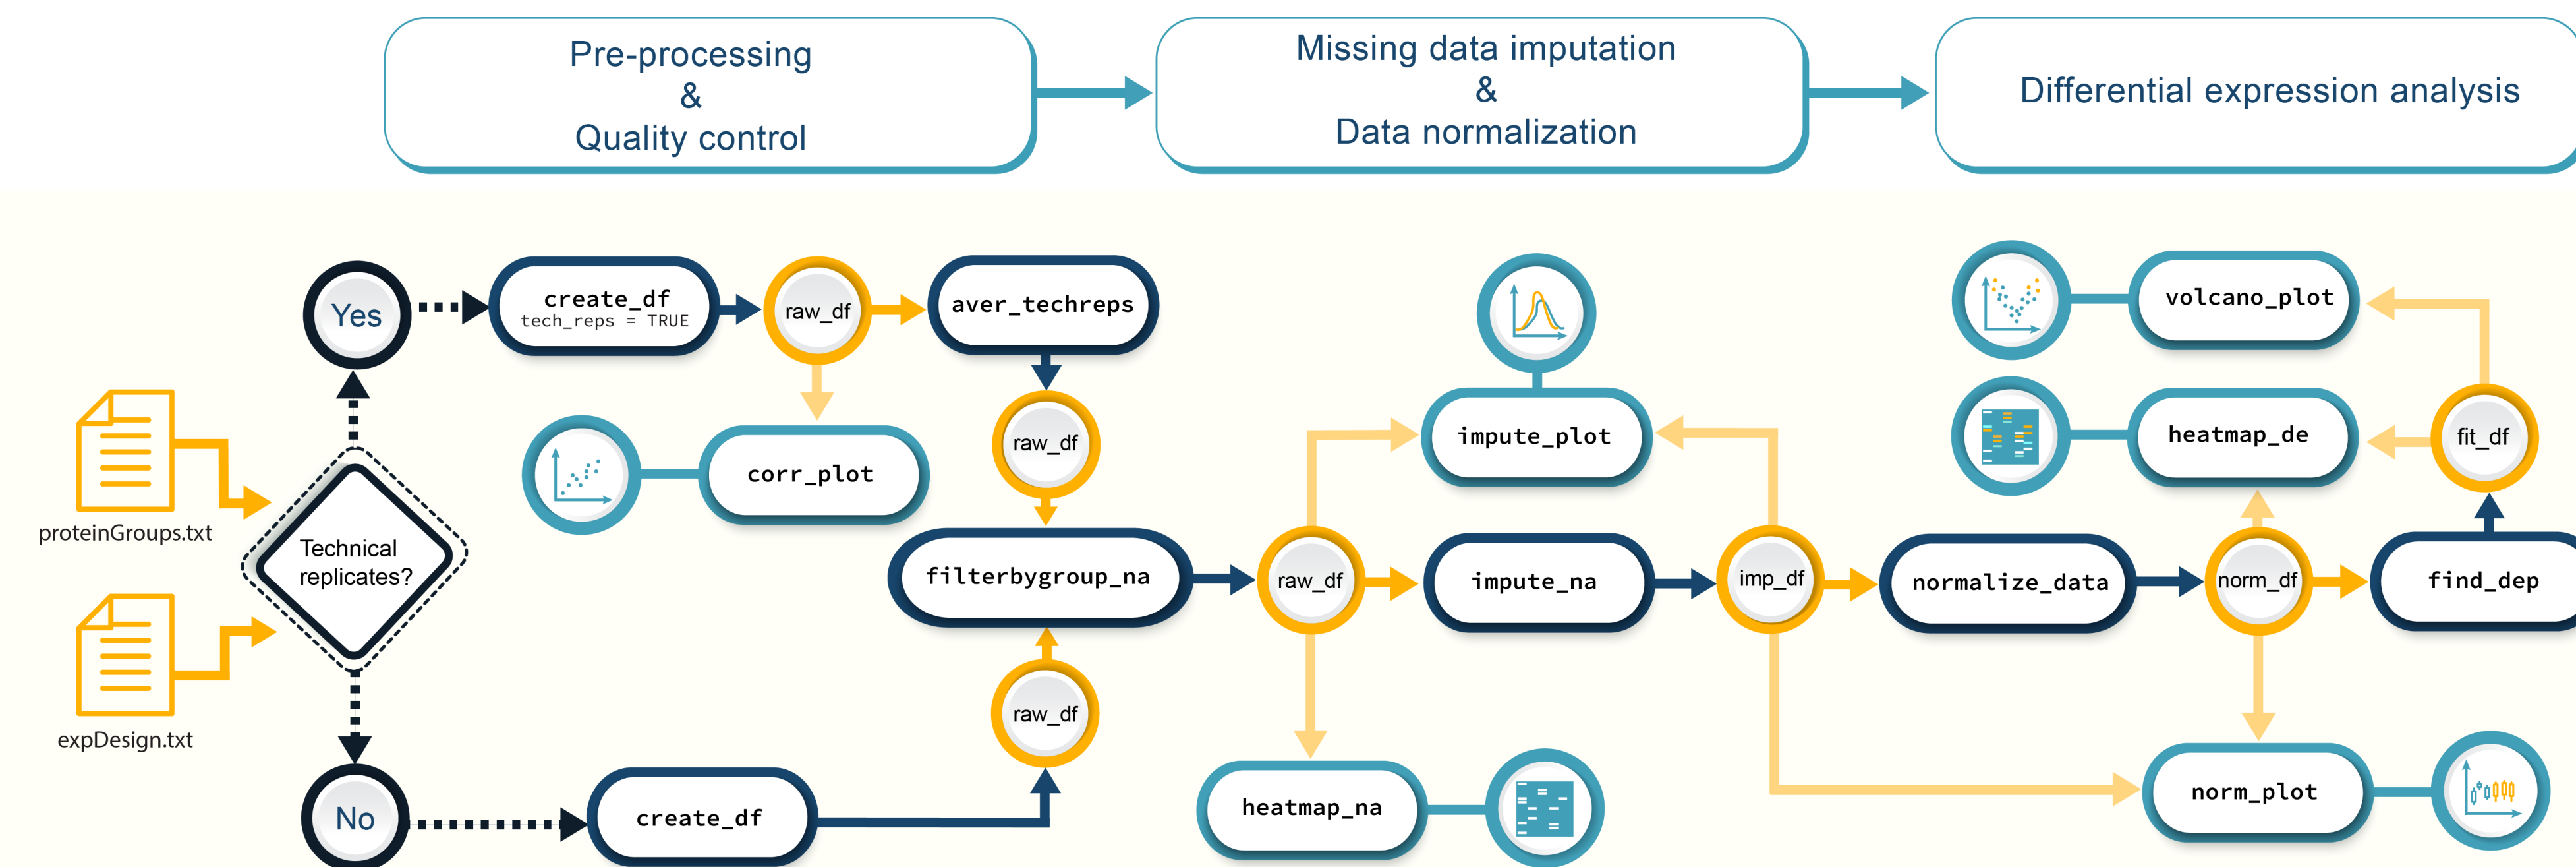 Pre-processing
&
Quality control
Missing data imputation
&
Data normalization
Differential expression analysis
Yes
create_df
tech_reps = TRUE
raw_df
aver_techreps
corr_plot
raw_df
proteinGroups.txt
Technical
replicates?
expDesign.txt
No
create_df
raw_df
filterbygroup_na
raw_df
impute_plot
impute_na
heatmap_na
imp_df
normalize_data
norm_df
find_dep
fit_df
volcano_plot
heatmap_de
norm_plot